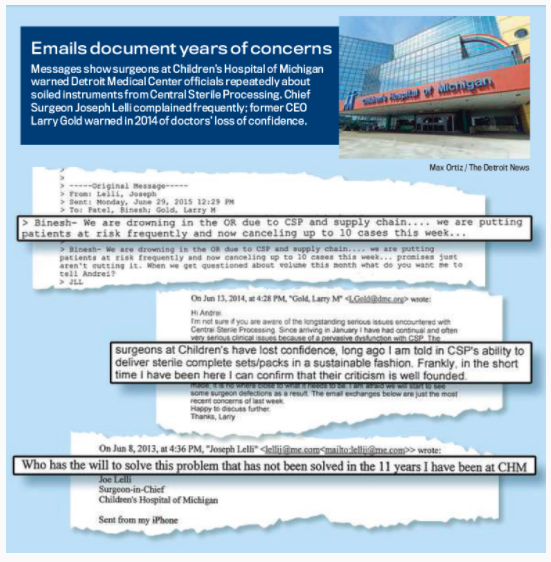 Emails document years of concerns
Messages show surgeons at Children's Hospital of Michigan
warned Detroit Medical Center officials repeatedly about
soiled instruments from Central Sterile Processing. Chief
Surgeon Joseph Lelli complained frequently; former CEO
Larry Gold warned in 2014 of doctors' loss of confidence.
Children's Hospital of Michigan
Max Ortiz / The Detroit News
>
>
> -----Original Message-----
> From: Lelli, Joseph
> Sent: Monday, June 29, 2015 12:29 PM
> To: Patel, Binesh; Gold, Larry M
> Binesh- We are drowning in the OR due to CSP and supply chain.... we are putting
patients at risk frequently and now canceling up to 10 cases this week...
> Binesh- We are drowning in the OR due to CSP and supply chain.... we are putting
patients at risk frequently and now canceling up to 10 cases this week... promises just
aren't cutting it. When we get questioned about volume this month what do you want me to
tell Andrei?
> JLL
On Jun 13, 2014, at 4:28 PM, "Gold, Larry M" <LGold@dmc.org> wrote:
Hi Andrei
I'm not sure if you are aware of the longstanding serious issues encountered with
Central Sterile Processing. Since arriving in January I have had continual and often
very serious clinical issues because of a pervasive dysfunction with CSP. The
surgeons at Children's have lost confidence, long ago I am told in CSP's ability to
deliver sterile complete sets/packs in a sustainable fashion. Frankly, in the short
time I have been here I can confirm that their criticism is well founded.
made, it is no where close to what it needs to be. I am afraid we will start to see
some surgeon defections as a result. The email exchanges below are just the most
recent concerns of last week.
Happy to discuss further.
Thanks, Larry
On Jun 8, 2013, at 4:36 PM, "Joseph Lelli" <lellij@me.com<mailto:lellij@me.com>> wrote:
Who has the will to solve this problem that has not been solved in the 11 years I have been at CHM
Joe Lelli
Surgeon-in-Chief
Children's Hospital of Michigan
Sent from my iPhone